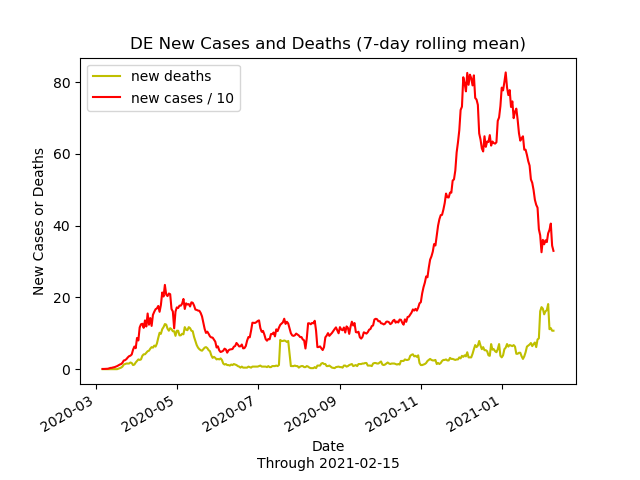 DE New Cases and Deaths (7-day rolling mean)
new deaths
new cases / 10
80
60
40
20
0
New Cases or Deaths
2020-03
2020-05
2020-07
2020-09
2020-11
2021-01
Date
Through 2021-02-15